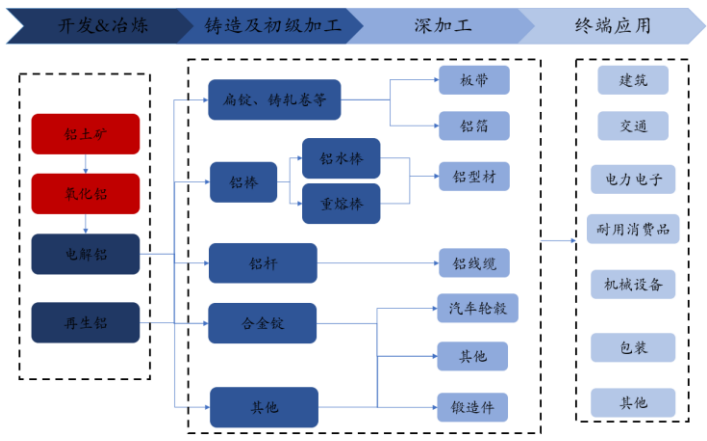 开发&冶炼
铸造及初级加工
深加工
终端应用
铝土矿
氧化铝
电解铝
再生铝
扁锭、铸轧卷等
铝棒
铝水棒
重熔棒
铝杆
合金锭
其他
板带
铝箔
铝型材
铝线缆
汽车轮毂
其他
锻造件
建筑
交通
电力电子
耐用消费品
机械设备
包装
其他